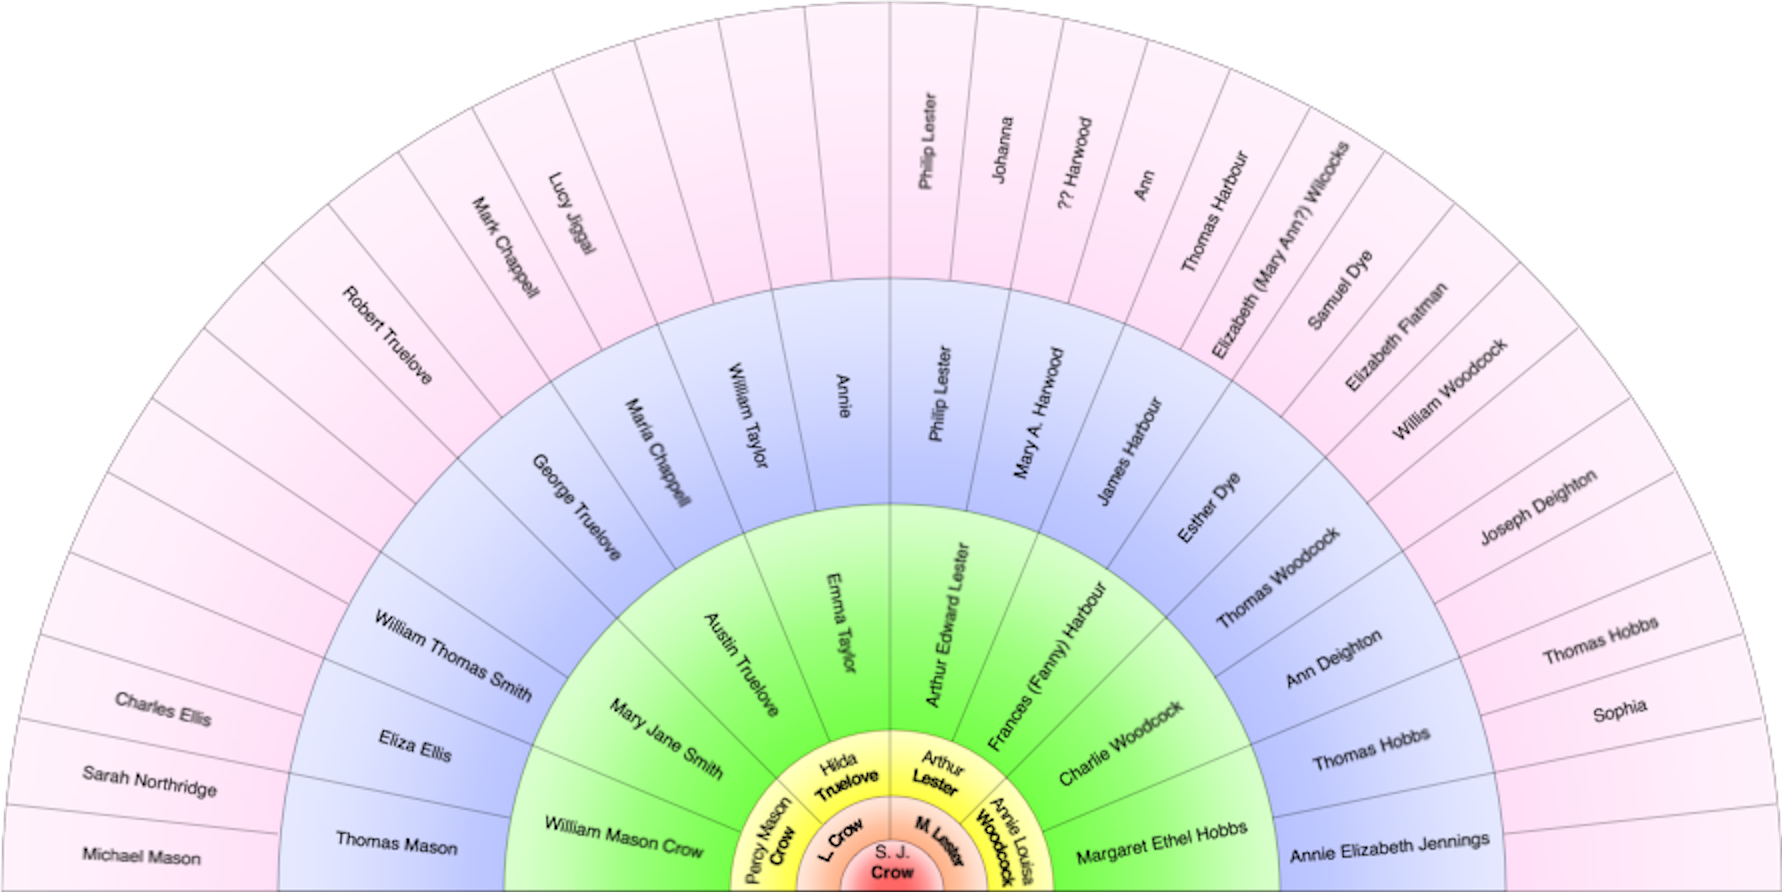 Philip Lester
Johanna
?? Harwood
Ann
Thomas Harbour
Elizabeth (Mary Ann?) Wilcocks
Samuel Dye
Elizabeth Flatman
William Woodcock
Joseph Deighton
Thomas Hobbs
Sophia
Lucy Jiggal
Mark Chappell
Robert Truelove
Charles Ellis
Sarah Northridge
Michael Mason
Thomas Mason
Eliza Ellis
William Thomas Smith
George Truelove
Maria Chappell
William Taylor
Annie
Philip Lester
Mary A. Harwood
James Harbour
Esther Dye
Thomas Woodcock
Ann Deighton
Thomas Hobbs
Annie Elizabeth Jennings
William Mason Crow
Mary Jane Smith
Austin Truelove
Emma Taylor
Arthur Edward Lester
Frances (Fanny) Harbour
Charlie Woodcock
Margaret Ethel Hobbs
Percy Mason
Crow
Hilda
Truelove
Arthur
Lester
Annie Louisa
Woodcock
L. Crow
M. Lester
S. J.
Crow